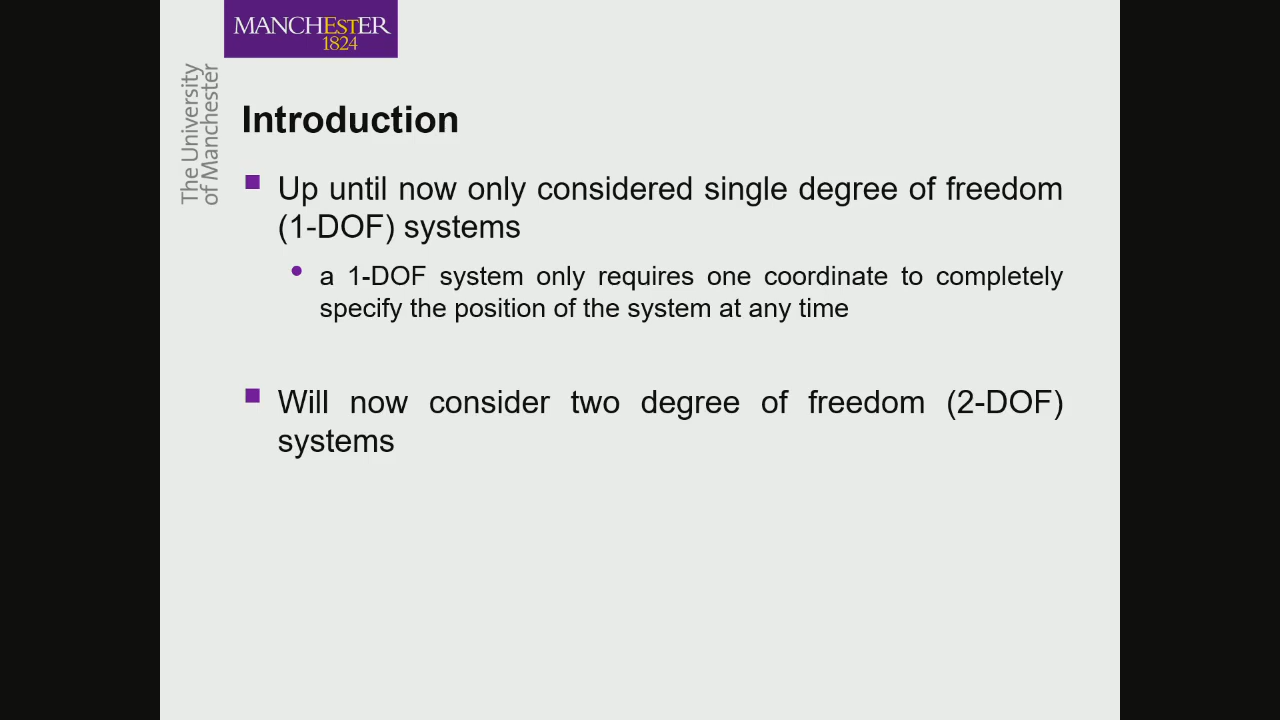 MANCHESTER
1824
The University
of Manchester
Introduction
Up until now only considered single degree of freedom
(1-DOF) systems
a 1-DOF system only requires one coordinate to completely
specify the position of the system at any time
Will now consider two degree of freedom (2-DOF)
systems